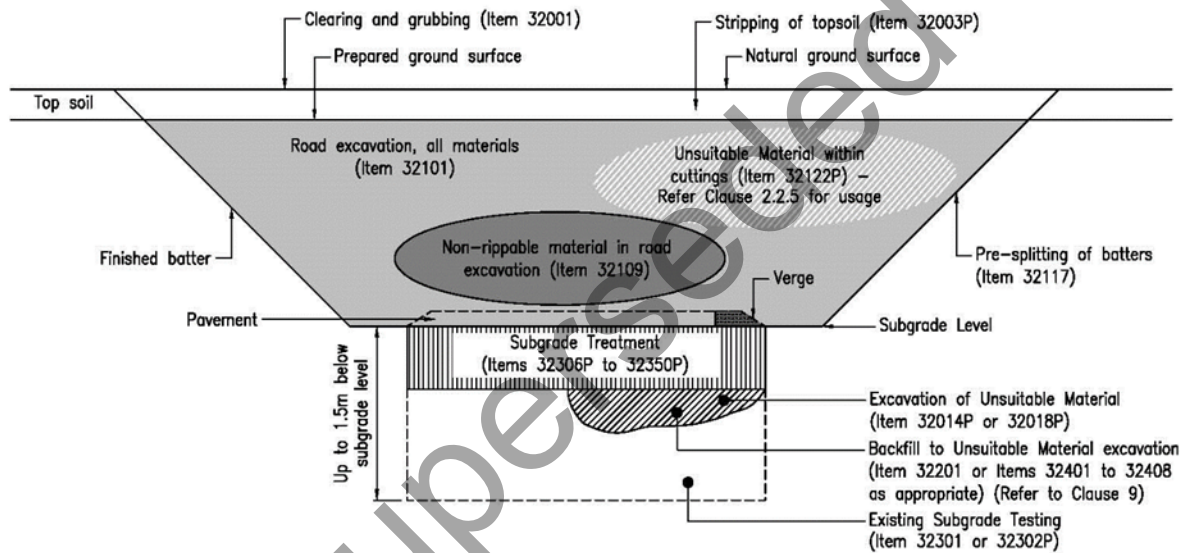 Clearing and grubbing (Item 32001)
Stripping of topsoil (Item 32003P)
Prepared ground surface
Natural ground surface
Top soil
Road excavation, all materials
(Item 32101)
Unsuitable Material within
cuttings (Item 32122P) –
Refer Clause 2.2.5 for usage
Finished batter
Non-rippable material in road
excavation (Item 32109)
Pre-splitting of batters
(Item 32117)
Verge
Pavement
Subgrade Level
Subgrade Treatment
(Items 32306P to 32350P)
Up to 1.5m below
subgrade level
Excavation of Unsuitable Material
(Item 32014P or 32018P)
Backfill to Unsuitable Material excavation
(Item 32201 or Items 32401 to 32408
as appropriate) (Refer to Clause 9)
Existing Subgrade Testing
(Item 32301 or 32302P)
Superseded